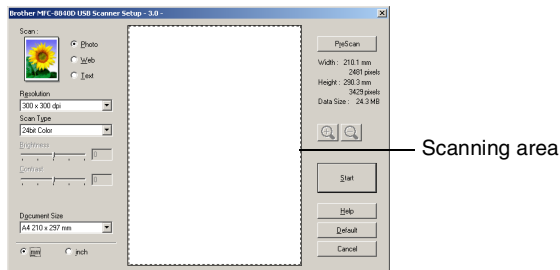 Brother MFC-8840D USB Scanner Setup - 3.0 -
Scan :
Photo
Web
Text
Resolution
300 x 300 dpi
Scan Type
24bit Color
Brightness
0
Contrast
0
Document Size
A4 210 x 297 mm
mm
inch
PreScan
Width : 210.1 mm
2481 pixels
Height : 290.3 mm
3429 pixels
Data Size : 24.3 MB
Start
Help
Default
Cancel
Scanning area